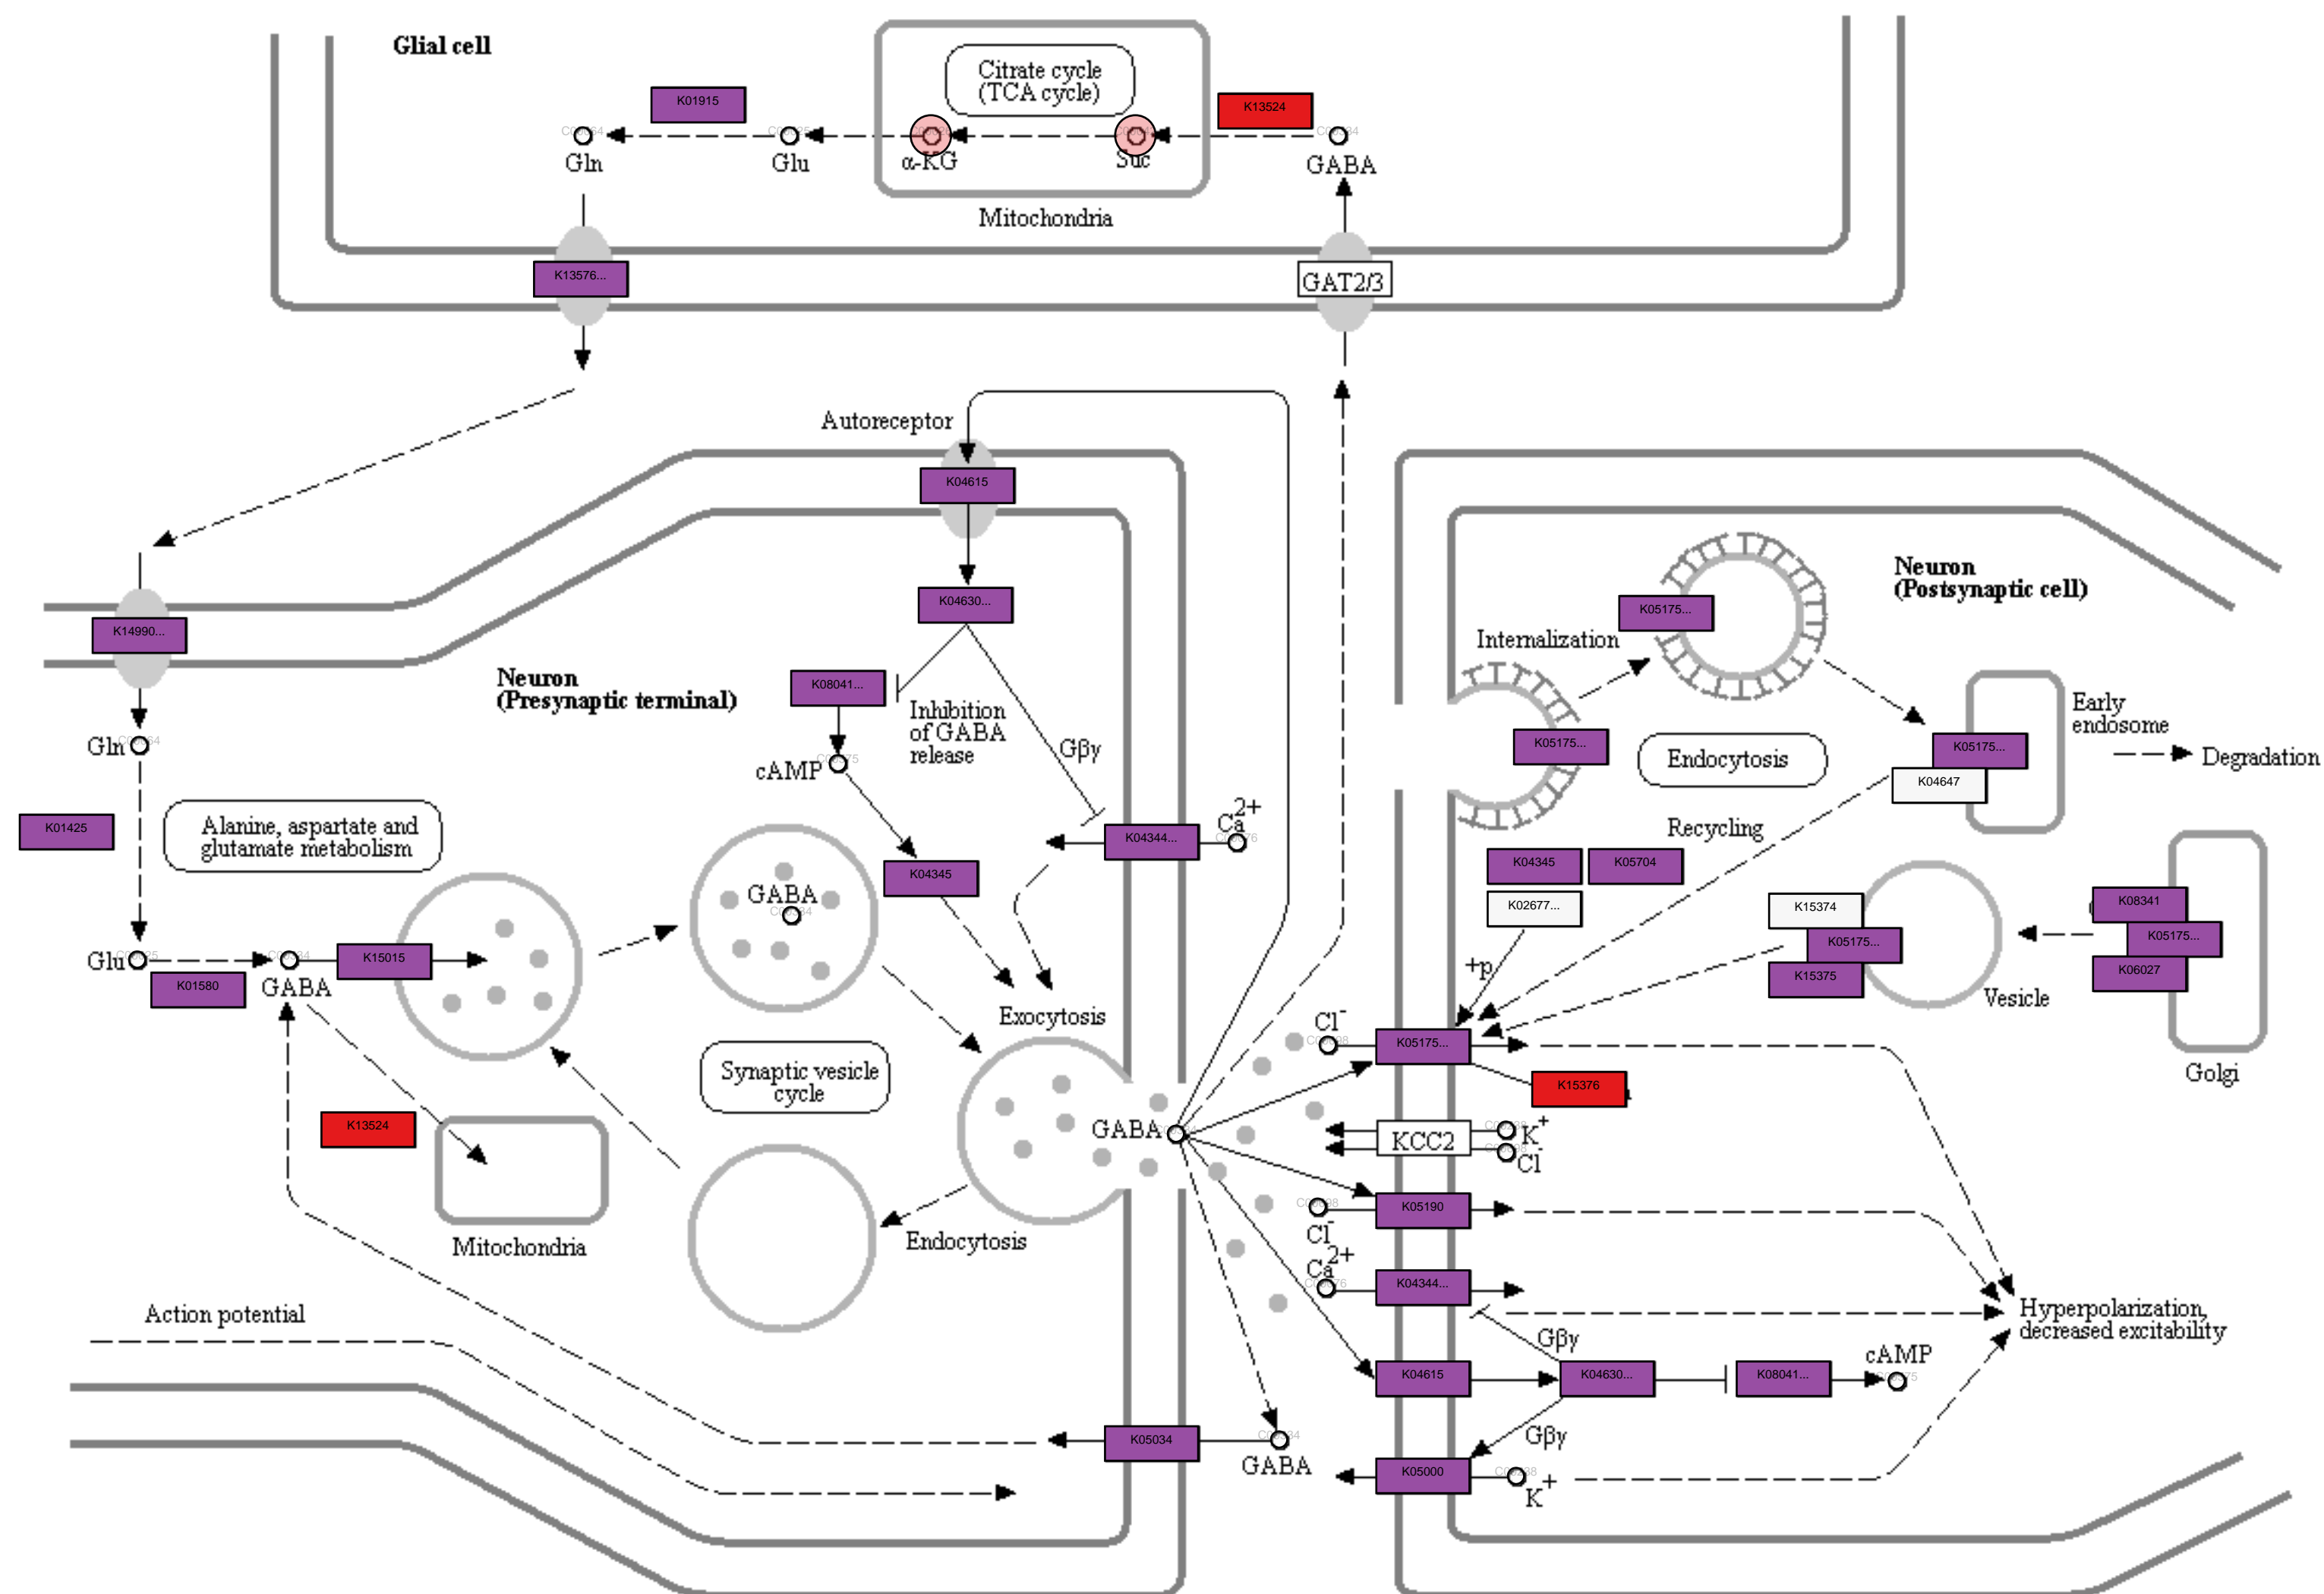 Glial cell
Citrate cycle
(TCA cycle)
K01915
K13524
Gln
Glu
α-KG
Suc
GABA
Mitochondria
K13576...
GAT2/3
Autoreceptor
K04615
K04630...
K14990...
Neuron
(Presynaptic terminal)
K08041...
Inhibition
of GABA
release
Gβγ
cAMP
Gln
K01425
Alanine, aspartate and
glutamate metabolism
Ca2+
K04344...
K04345
GABA
Glu
K01580
GABA
K15015
Exocytosis
Synaptic vesicle
cycle
K13524
Mitochondria
Endocytosis
GABA
Action potential
K05034
GABA
Neuron
(Postsynaptic cell)
K05175...
Internalization
K05175...
Endocytosis
K05175...
K04647
Early
endosome
Degradation
Recycling
K04345
K05704
K02677...
+p
K15374
K05175...
K15375
Vesicle
K08341
K05175...
K06027
Golgi
Cl-
K05175...
K15376
KCC2
K+
Cl-
K05190
Cl-
Ca2+
K04344...
Hyperpolarization,
decreased excitability
Gβγ
K04615
K04630...
K08041...
cAMP
Gβγ
K05000
K+